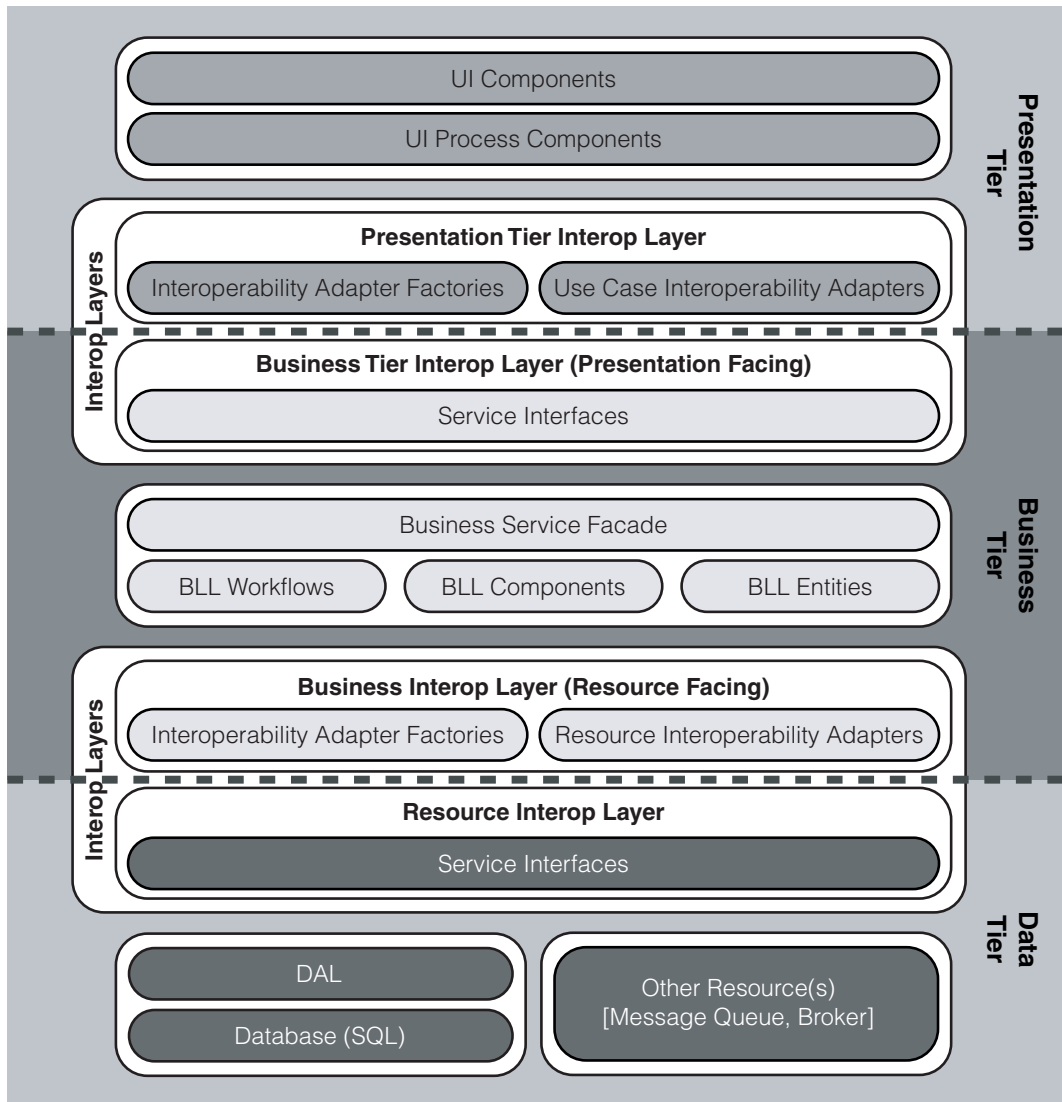 UI Components
UI Process Components
Presentation
Tier
Interop Layers
Presentation Tier Interop Layer
Interoperability Adapter Factories
Use Case Interoperability Adapters
Business Tier Interop Layer (Presentation Facing)
Service Interfaces
Business Service Facade
BLL Workflows
BLL Components
BLL Entities
Business
Tier
Interop Layers
Business Interop Layer (Resource Facing)
Interoperability Adapter Factories
Resource Interoperability Adapters
Resource Interop Layer
Service Interfaces
Data
Tier
DAL
Database (SQL)
Other Resource(s)
[Message Queue, Broker]